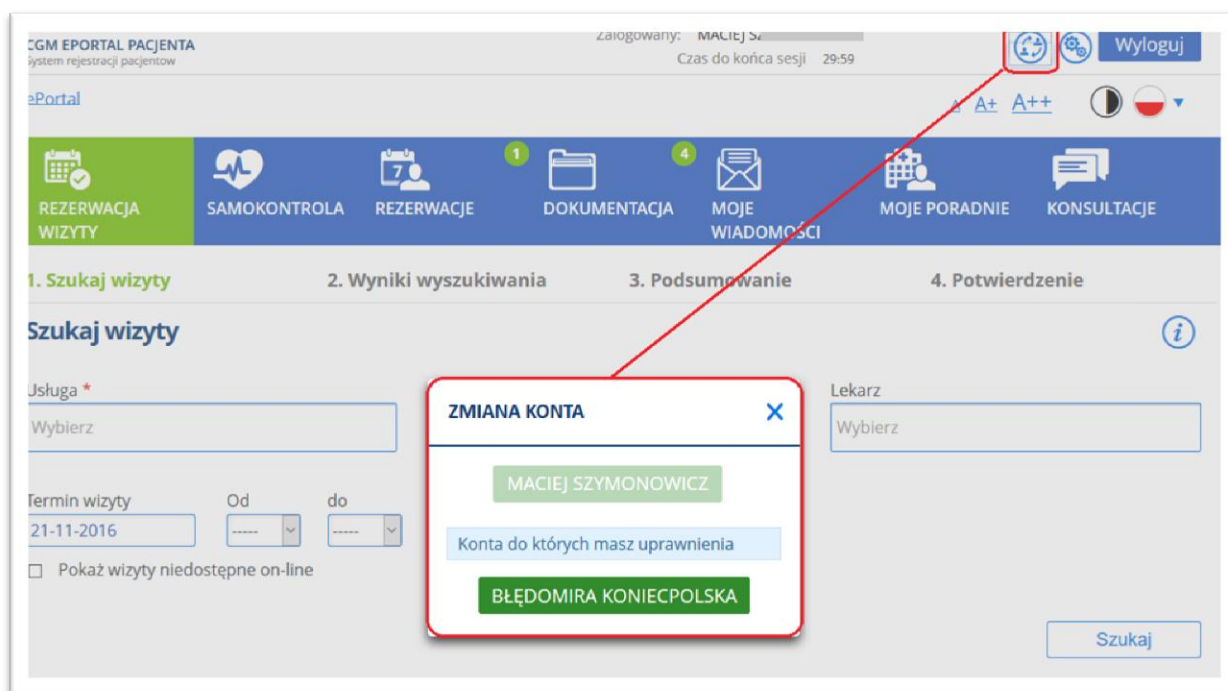 CGM EPORTAL PACJENTA
System rejestracji pacjentow
Zalogowany: MACIEJ
Czas do końca sesji 29:59
Wyloguj
ePortal
A A+ A++
REZERWACJA
WIZYTY
SAMOKONTROLA
7
REZERWACJE
1
DOKUMENTACJA
4
MOJE
WIADOMOŚCI
MOJE PORADNIE
KONSULTACJE
1. Szukaj wizyty
2. Wyniki wyszukiwania
3. Podsumowanie
4. Potwierdzenie
Szukaj wizyty
i
Usługa *
Wybierz
Lekarz
Wybierz
Termin wizyty
Od
do
21-11-2016
-----
-----
Pokaż wizyty niedostępne on-line
ZMIANA KONTA
MACIEJ SZYMONOWICZ
Konta do których masz uprawnienia
BŁĘDOMIRA KONIECPOLSKA
Szukaj